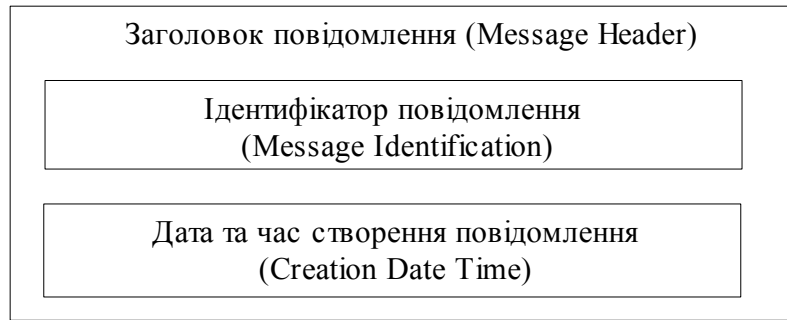 Заголовок повідомлення (Message Header)
Ідентифікатор повідомлення
(Message Identification)
Дата та час створення повідомлення
(Creation Date Time)